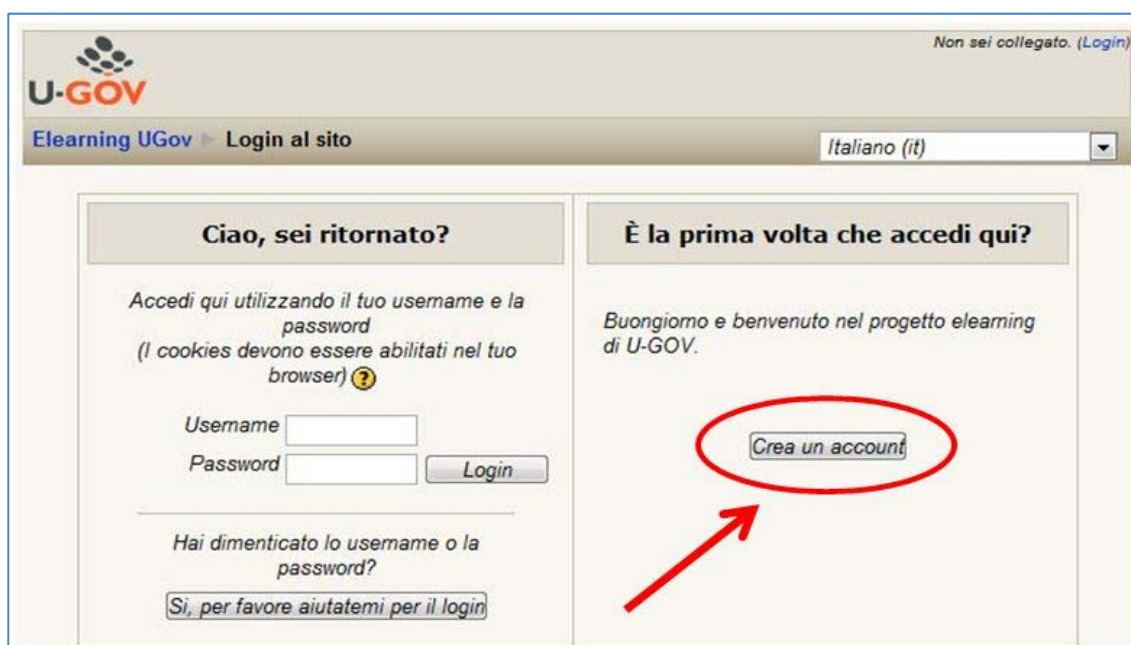 Non sei collegato. (Login)
U-GOV
Elearning UGov ► Login al sito
Italiano (it)
Ciao, sei ritornato?
Accedi qui utilizzando il tuo username e la
password
(I cookies devono essere abilitati nel tuo
browser) ?
Username
Password
Login
Hai dimenticato lo username o la
password?
Si, per favore aiutatemi per il login
È la prima volta che accedi qui?
Buongiorno e benvenuto nel progetto elearning
di U-GOV.
Crea un account